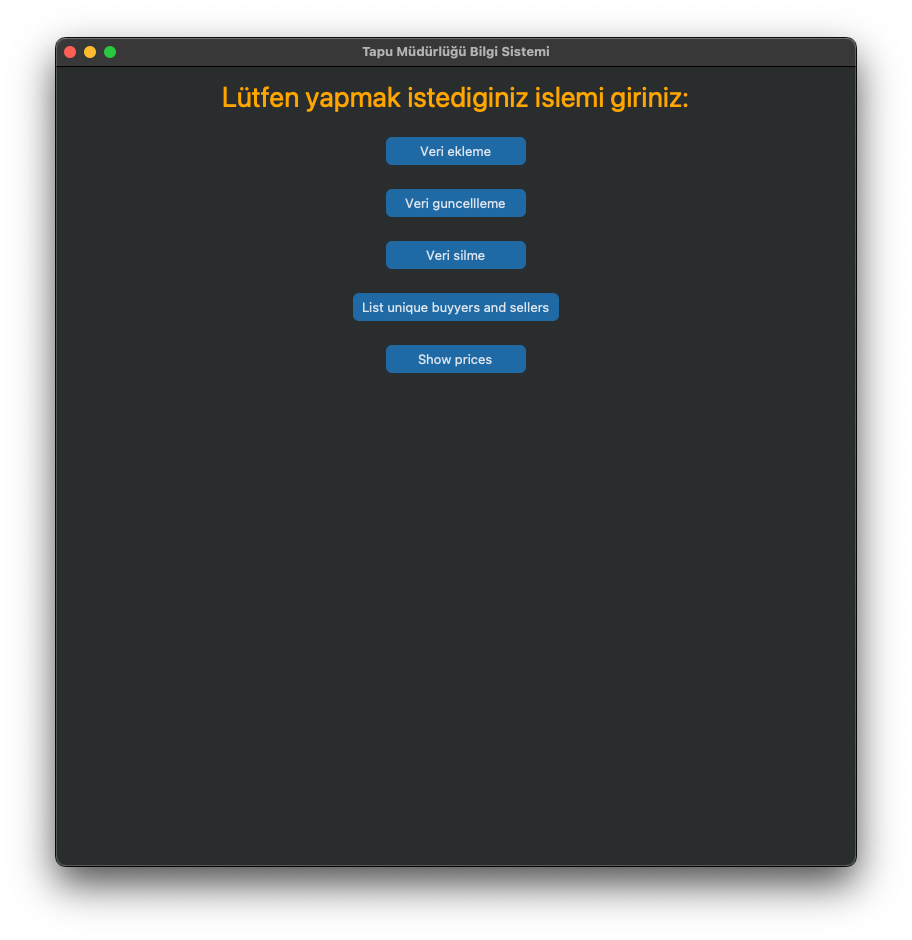 Tapu Müdürlüğü Bilgi Sistemi
Lütfen yapmak istediginiz islemi giriniz:
Veri ekleme
Veri guncellleme
Veri silme
List unique buyyers and sellers
Show prices